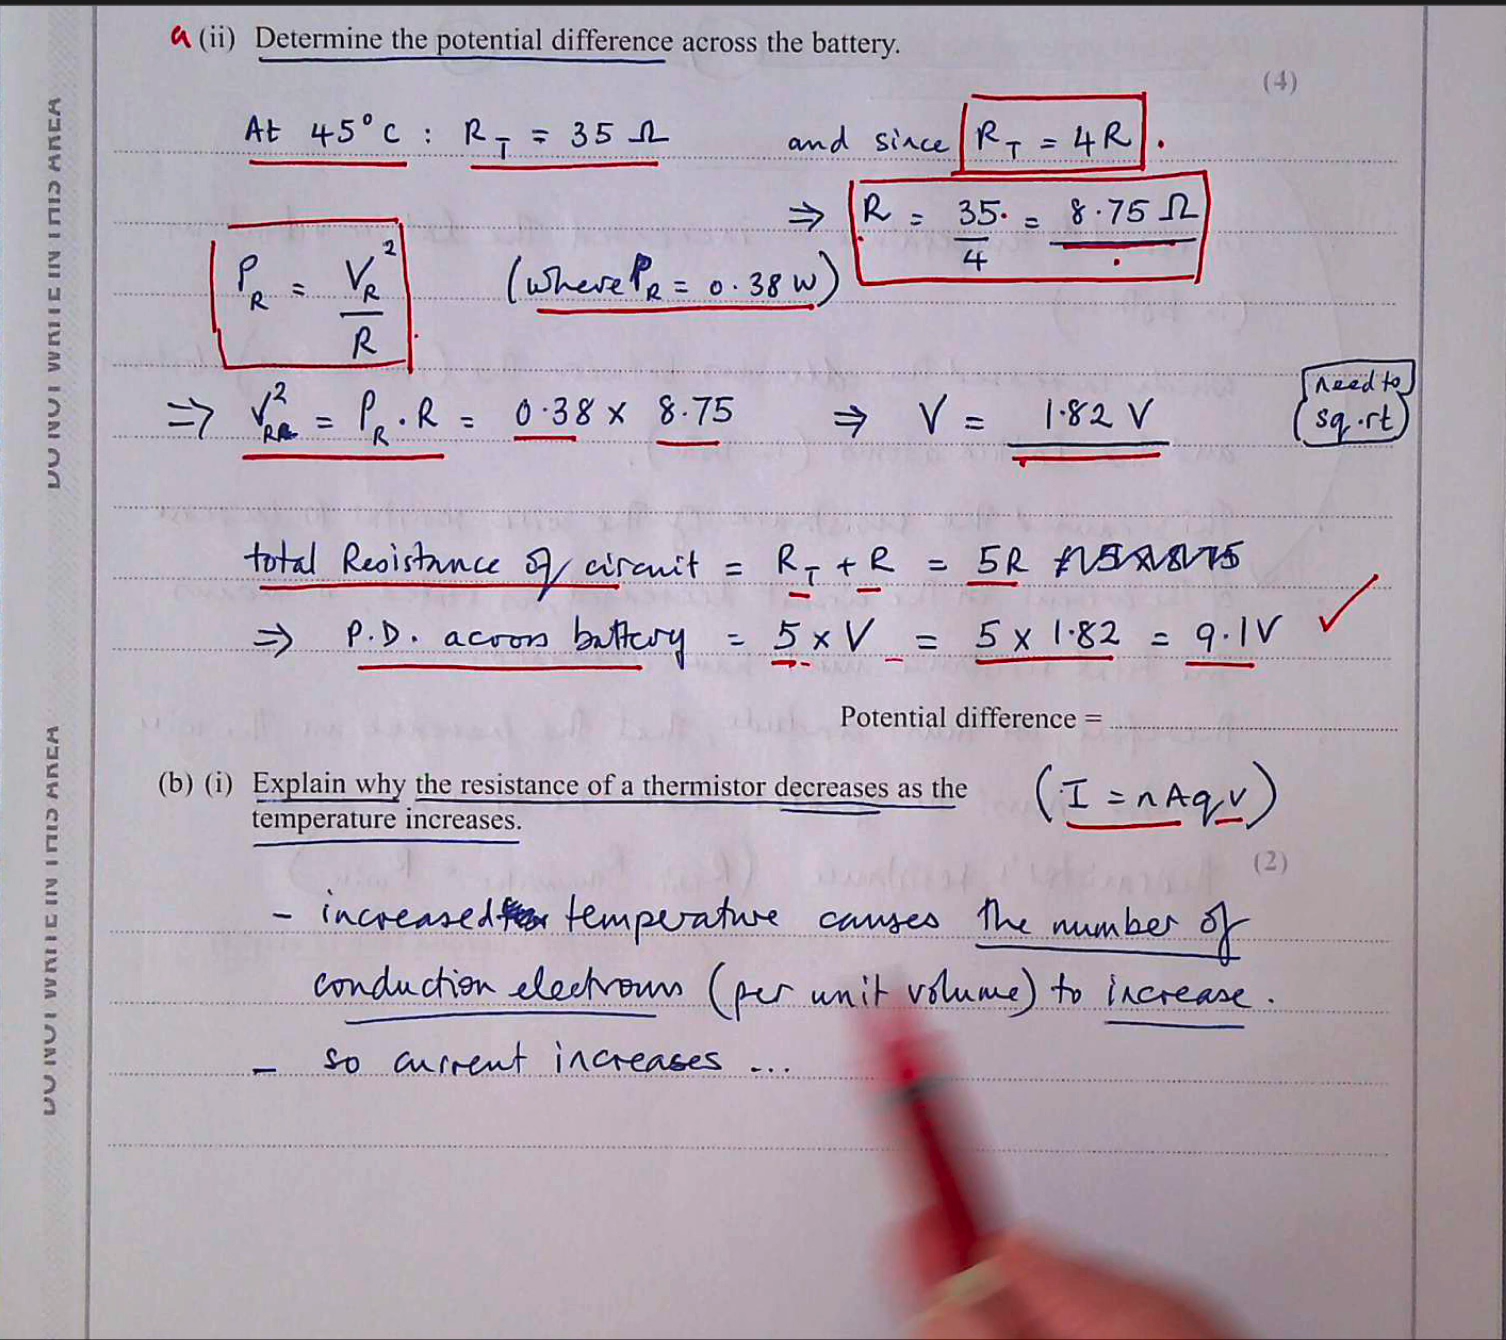 a (ii) Determine the potential difference across the battery.
(4)
At 45°C : R_T = 35 Ω and since R_T = 4R .
⇒ R = 35/4 = 8.75 Ω
P_R = V_R²/R (where P_R = 0.38 W)
⇒ V_R² = P_R . R = 0.38 × 8.75 ⇒ V = 1.82 V
need to
sq.rt
total Resistance of circuit = R_T + R = 5R
⇒ P.D. across battery = 5 × V = 5 × 1.82 = 9.1V ✓
Potential difference =
(b) (i) Explain why the resistance of a thermistor decreases as the
temperature increases.
(I = nAqv)
(2)
- increased temperature causes the number of
conduction electrons (per unit volume) to increase.
- so current increases ...
DO NOT WRITE IN THIS AREA
DO NOT WRITE IN THIS AREA